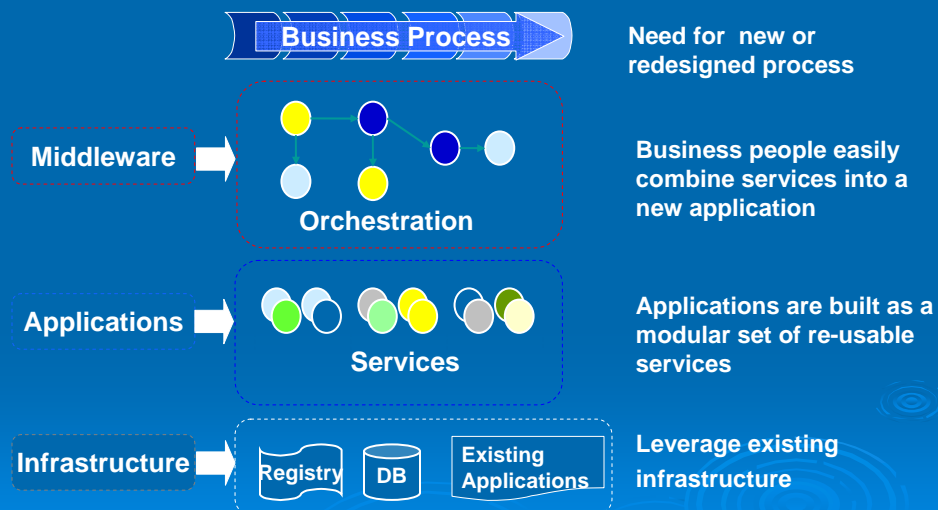 Business Process
Need for new or
redesigned process
Middleware
Orchestration
Business people easily
combine services into a
new application
Applications
Services
Applications are built as a
modular set of re-usable
services
Infrastructure
Registry
DB
Existing
Applications
Leverage existing
infrastructure